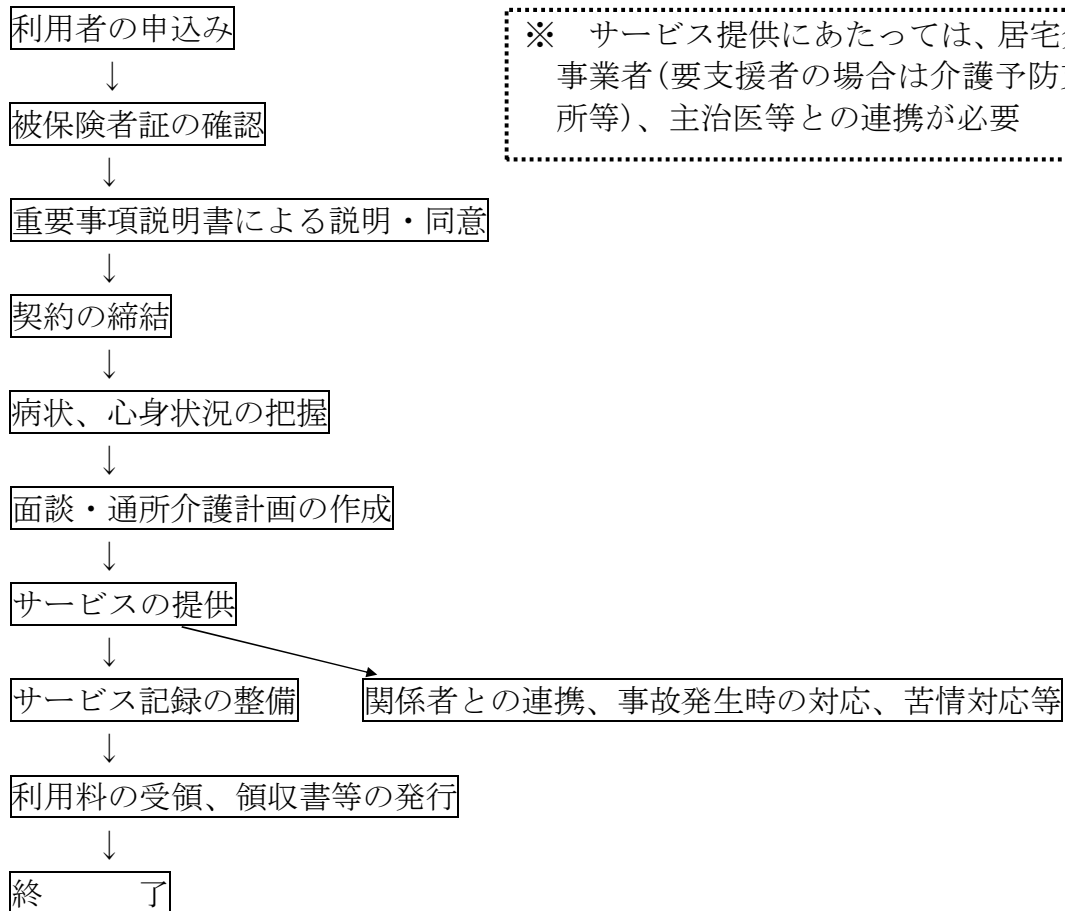 利用者の申込み
↓
被保険者証の確認
↓
重要事項説明書による説明・同意
↓
契約の締結
↓
病状、心身状況の把握
↓
面談・通所介護計画の作成
↓
サービスの提供
↓
サービス記録の整備
関係者との連携、事故発生時の対応、苦情対応等
↓
利用料の受領、領収書等の発行
↓
終　了
※　サービス提供にあたっては、居宅
事業者(要支援者の場合は介護予防
所等)、主治医等との連携が必要